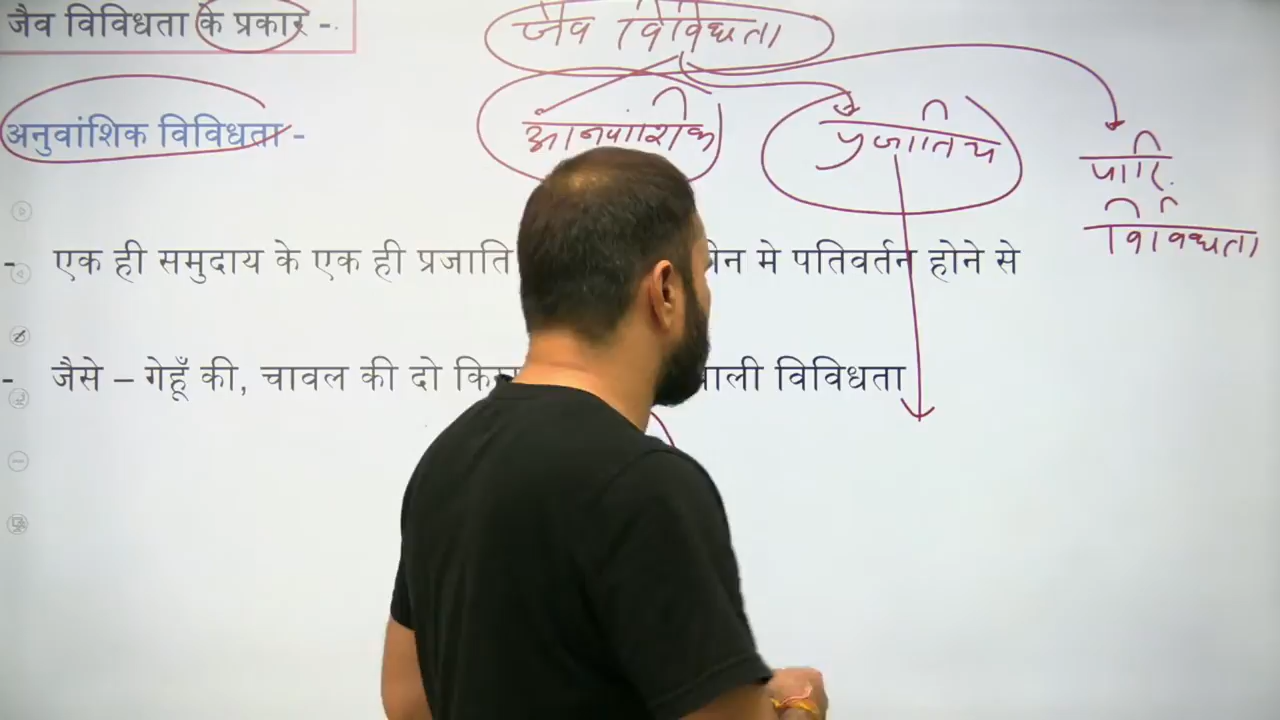 जैव विविधता के प्रकार -
जैव विविधता
अनुवांशिक विविधता -
आनुवांशिक
प्रजातिय
पारि.
विविधता
- एक ही समुदाय के एक ही प्रजाति मे पतिवर्तन होने से
- जैसे – गेहूँ की, चावल की दो वाली विविधता